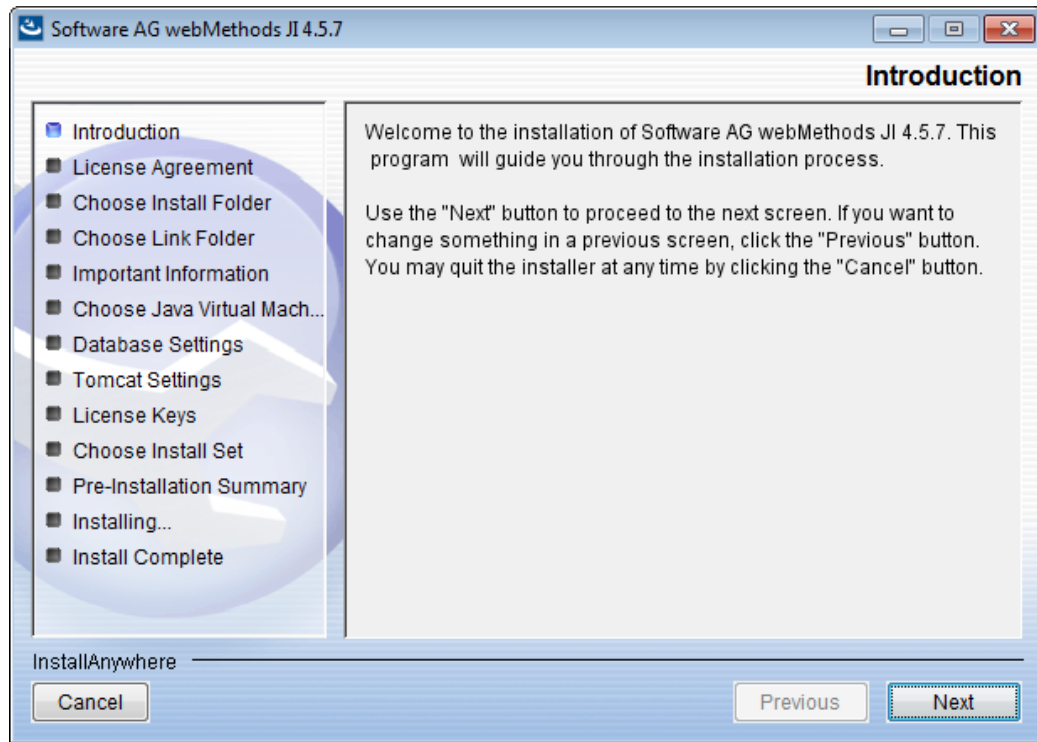 Software AG webMethods JI 4.5.7
Introduction
Introduction
License Agreement
Choose Install Folder
Choose Link Folder
Important Information
Choose Java Virtual Mach...
Database Settings
Tomcat Settings
License Keys
Choose Install Set
Pre-Installation Summary
Installing...
Install Complete
Welcome to the installation of Software AG webMethods JI 4.5.7. This
program will guide you through the installation process.
Use the "Next" button to proceed to the next screen. If you want to
change something in a previous screen, click the "Previous" button.
You may quit the installer at any time by clicking the "Cancel" button.
InstallAnywhere
Cancel
Previous
Next